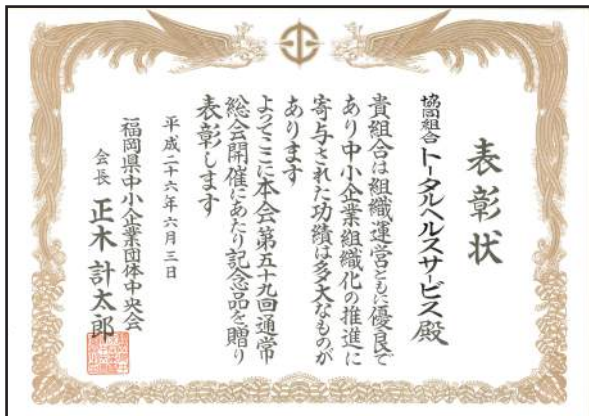 表彰状
協同組合トータルヘルスサービス殿
貴組合は組織運営ともに優良で
あり中小企業組織化の推進に
寄与された功績は多大なものが
あります
よってここに本会第五十九回通常
総会開催にあたり記念品を贈り
表彰します
平成二十六年六月三日
福岡県中小企業団体中央会
会長 正木計太郎